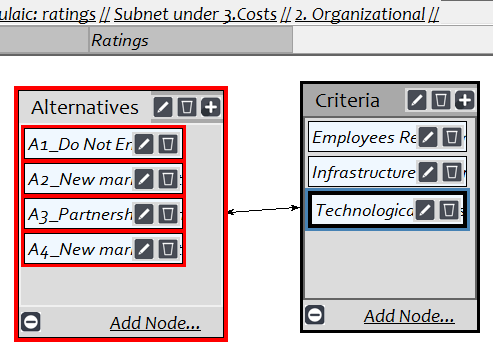 ulaic: ratings // Subnet under 3.Costs // 2. Organizational //
Ratings
Alternatives
A1_Do Not En
A2_New mar
A3_Partnersh
A4_New mar
Add Node...
Criteria
Employees Re
Infrastructure
Technologica
Add Node...